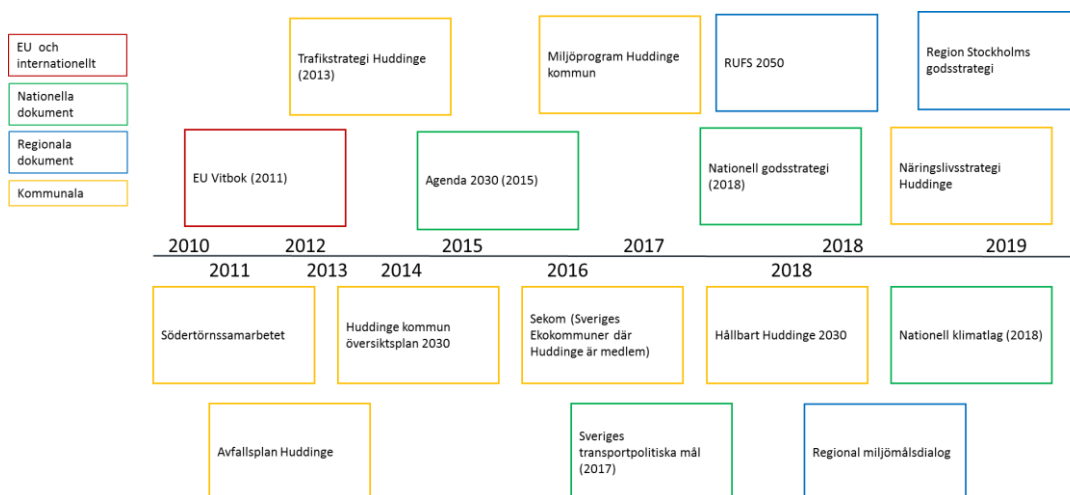 EU och
internationellt
Nationella
dokument
Regionala
dokument
Kommunala
Trafikstrategi Huddinge
(2013)
Miljöprogram Huddinge
kommun
RUFS 2050
Region Stockholms
godsstrategi
EU Vitbok (2011)
Agenda 2030 (2015)
Nationell godsstrategi
(2018)
Näringslivsstrategi
Huddinge
2010
2012
2015
2017
2018
2019
2011
2013
2014
2016
2018
Södertörnssamarbetet
Huddinge kommun
översiktsplan 2030
Sekom (Sveriges
Ekokommuner där
Huddinge är medlem)
Hållbart Huddinge 2030
Nationell klimatlag (2018)
Avfallsplan Huddinge
Sveriges
transportpolitiska mål
(2017)
Regional miljömålsdialog